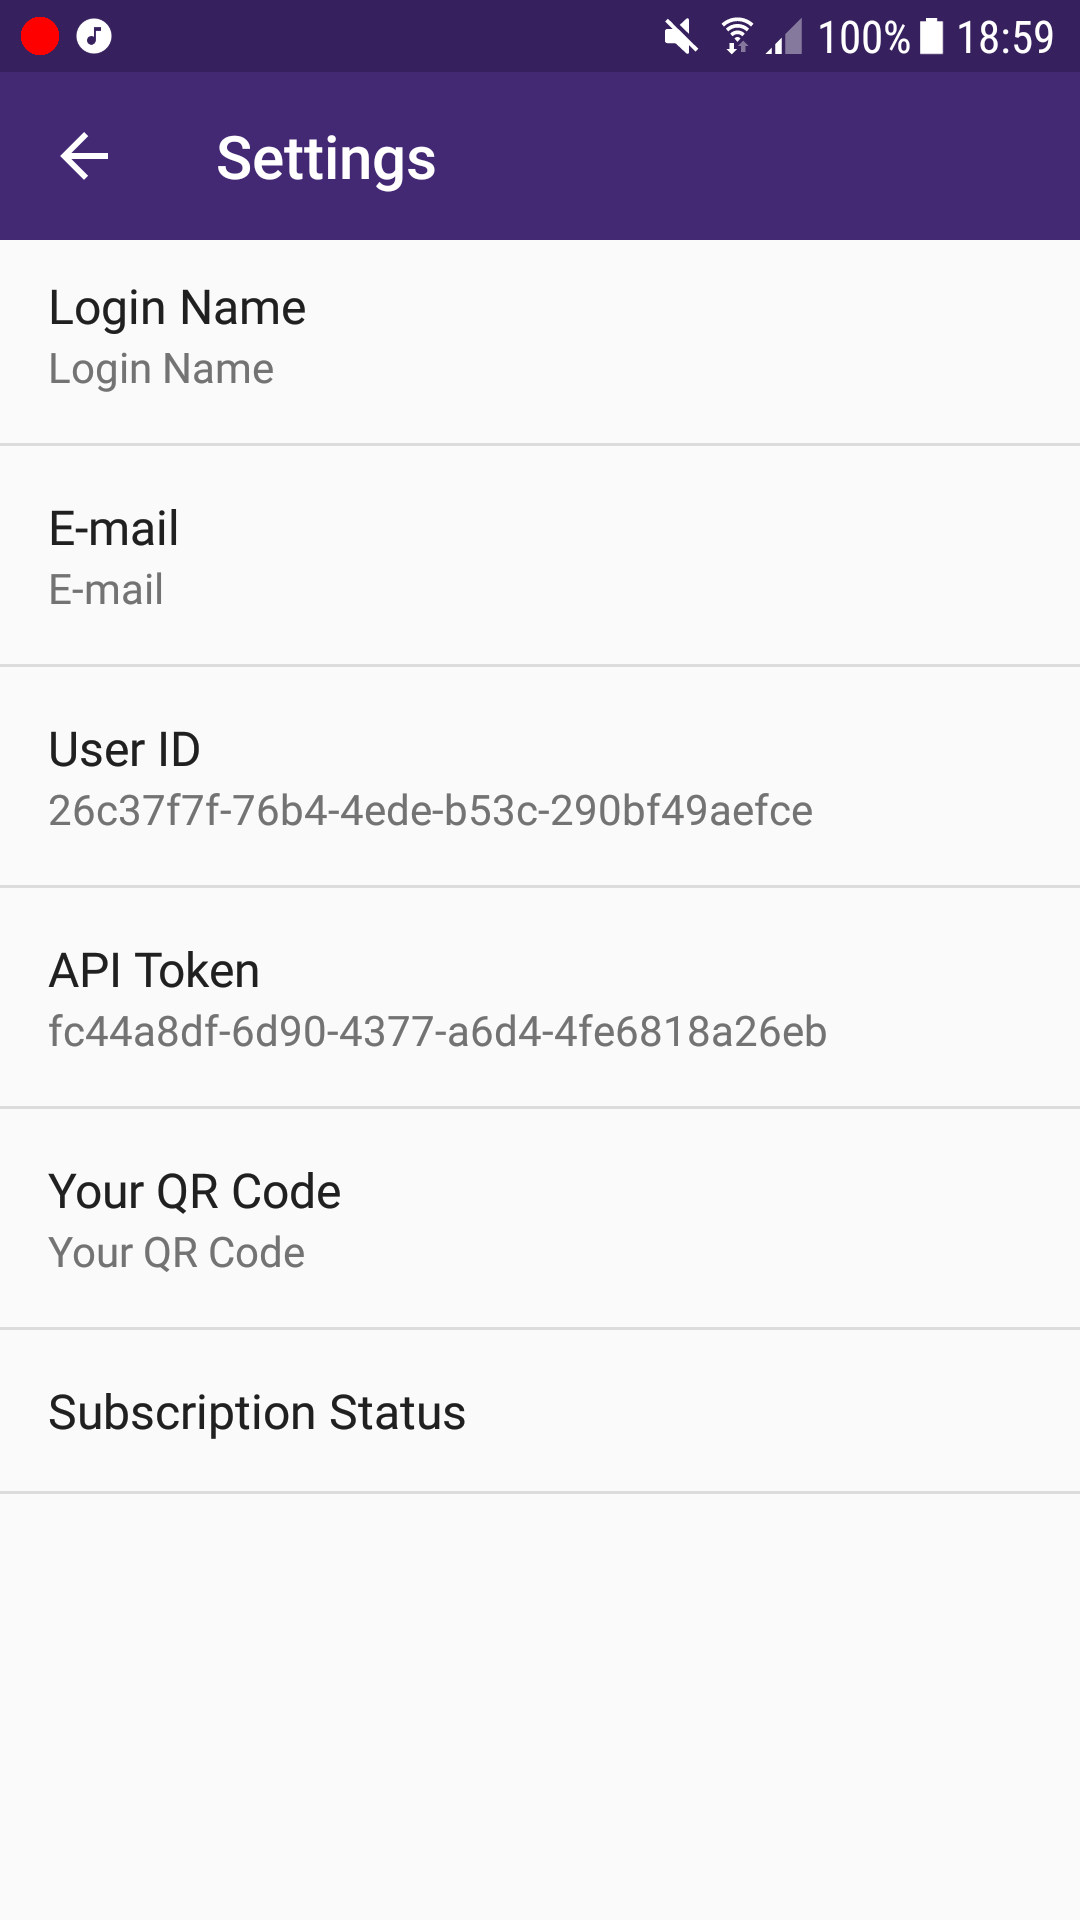 100% 18:59
Settings
Login Name
Login Name
E-mail
E-mail
User ID
26c37f7f-76b4-4ede-b53c-290bf49aefce
API Token
fc44a8df-6d90-4377-a6d4-4fe6818a26eb
Your QR Code
Your QR Code
Subscription Status